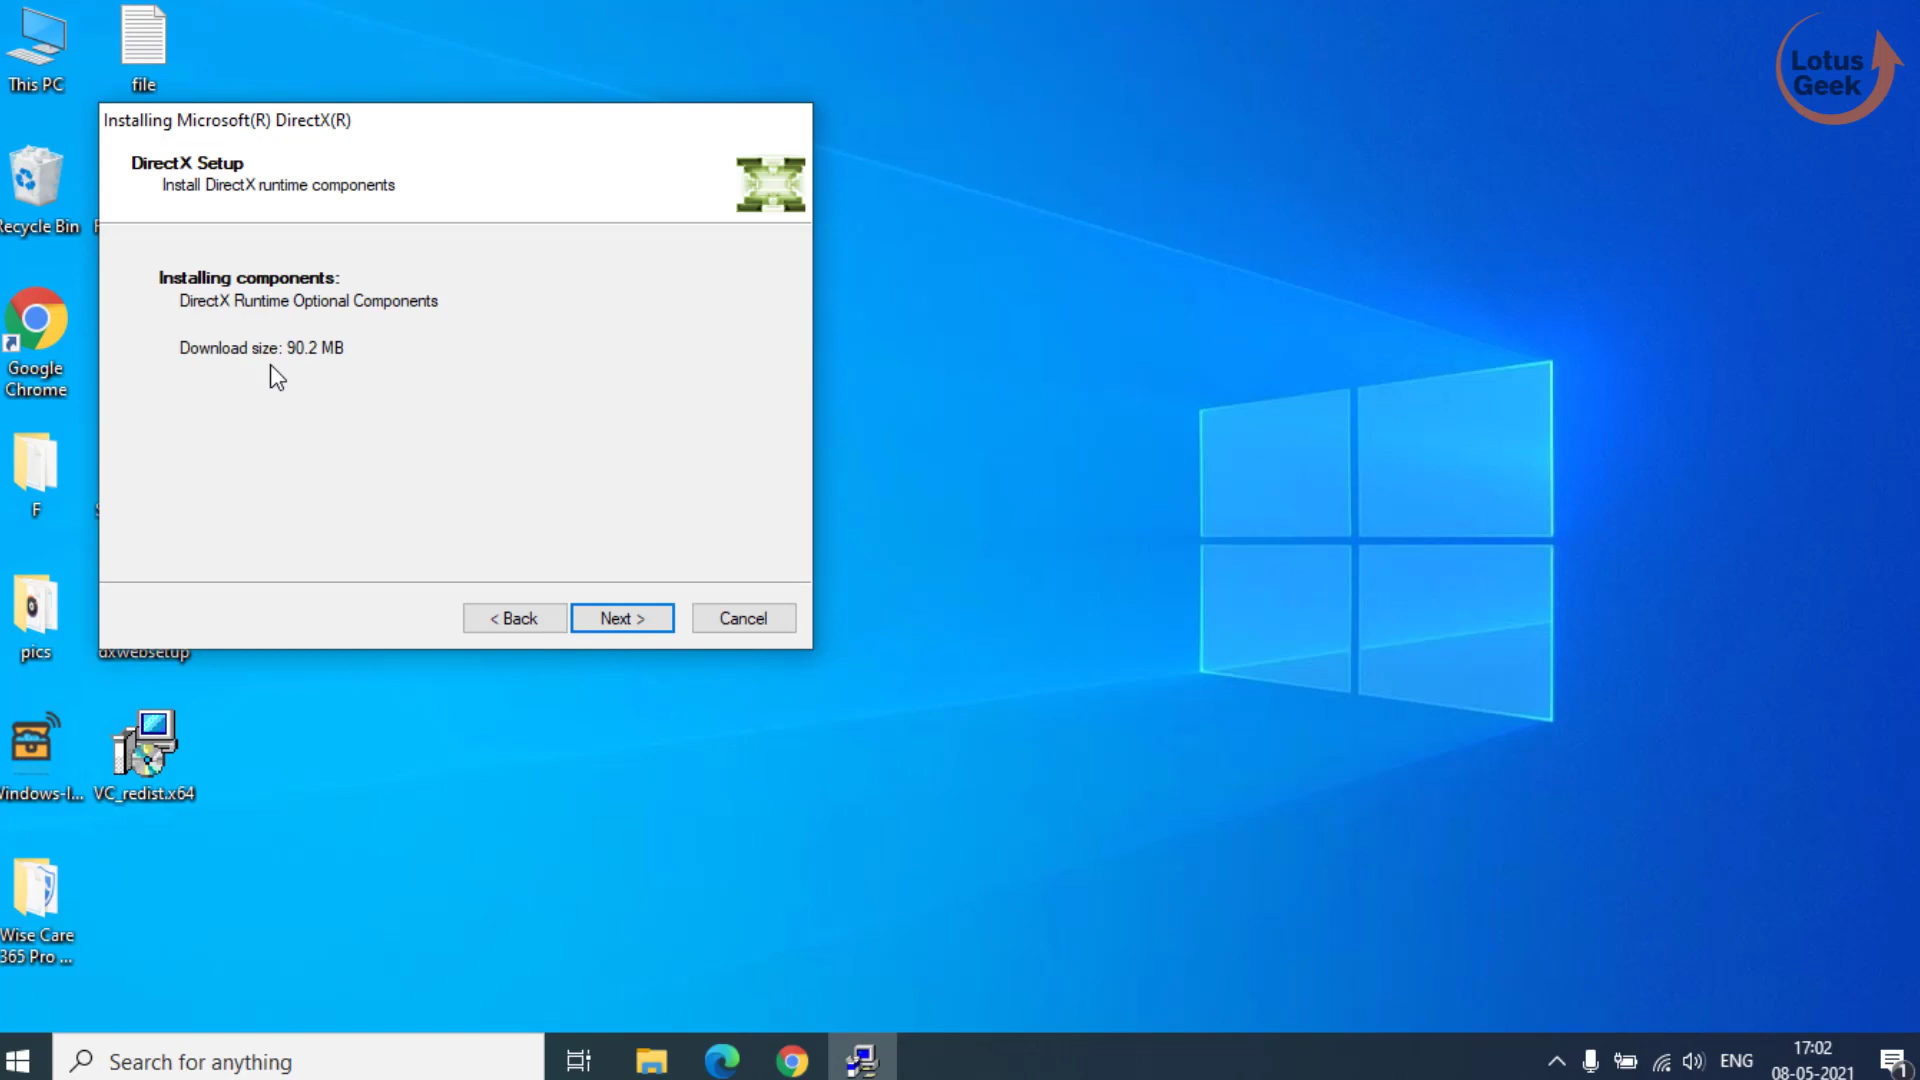 This PC
file
Lotus
Geek
Installing Microsoft(R) DirectX(R)
DirectX Setup
Install DirectX runtime components
Recycle Bin
Installing components:
DirectX Runtime Optional Components
Download size: 90.2 MB
Google
Chrome
F
< Back
Next >
Cancel
pics
dxwebsetup
Windows-I...
VC_redist.x64
Wise Care
365 Pro ...
Search for anything
ENG
17:02
08-05-2021
1